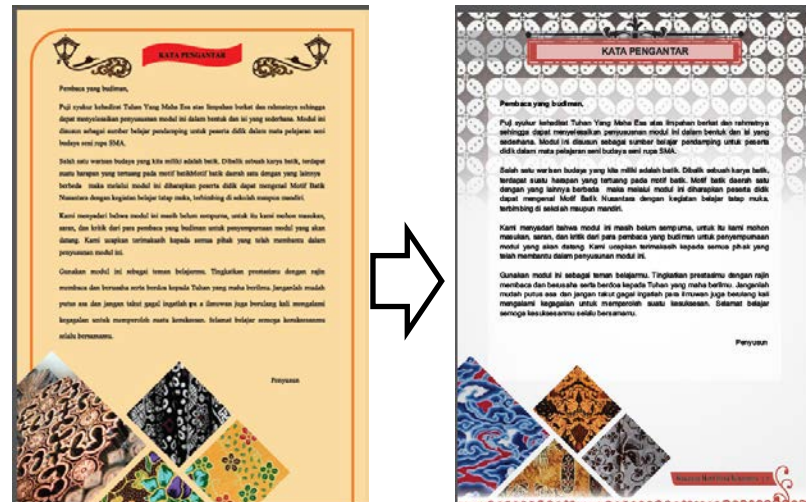 KATA PENGANTAR
Pembaca yang budiman,
Puji syukur kehadirat Tuhan Yang Maha Esa atas limpahan berkat dan rahmatnya sehingga
dapat menyelesaikan penyusunan modul ini dalam bentuk dan isi yang sederhana. Modul ini
disusun sebagai sumber belajar pendamping untuk peserta didik dalam mata pelajaran seni
budaya seni rupa SMA.
Salah satu warisan budaya yang kita miliki adalah batik. Dibalik sebuah karya batik, terdapat
suatu harapan yang tertuang pada motif batikMotif batik daerah satu dengan yang lainnya
berbeda maka melalui modul ini diharapkan peserta didik dapat mengenal Motif Batik
Nusantara dengan kegiatan belajar tatap muka, terbimbing di sekolah maupun mandiri.
Kami menyadari bahwa modul ini masih belum sempurna, untuk itu kami mohon masukan,
saran, dan kritik dari para pembaca yang budiman untuk penyempurnaan modul yang akan
datang. Kami ucapkan terimakasih kepada semua pihak yang telah membantu dalam
penyusunan modul ini.
Gunakan modul ini sebagai teman belajarmu. Tingkatkan prestasimu dengan rajin
membaca dan berusaha serta berdoa kepada Tuhan yang maha berilmu. Janganlah mudah
putus asa dan jangan takut gagal ingatlah pa a ilmuwan juga berulang kali mengalami
kegagalan untuk memperoleh suatu kesuksesan. Selamat belajar semoga kesuksesanmu
selalu bersamamu.
Penyusun
KATA PENGANTAR
Pembaca yang budiman,
Puji syukur kehadirat Tuhan Yang Maha Esa atas limpahan berkat dan rahmatnya
sehingga dapat menyelesaikan penyusunan modul ini dalam bentuk dan isi yang
sederhana. Modul ini disusun sebagai sumber belajar pendamping untuk peserta
didik dalam mata pelajaran seni budaya seni rupa SMA.
Salah satu warisan budaya yang kita miliki adalah batik. Dibalik sebuah karya batik,
terdapat suatu harapan yang tertuang pada motif batik. Motif batik daerah satu
dengan yang lainnya berbeda maka melalui modul ini diharapkan peserta didik
dapat mengenal Motif Batik Nusantara dengan kegiatan belajar tatap muka,
terbimbing di sekolah maupun mandiri.
Kami menyadari bahwa modul ini masih belum sempurna, untuk itu kami mohon
masukan, saran, dan kritik dari para pembaca yang budiman untuk penyempurnaan
modul yang akan datang. Kami ucapkan terimakasih kepada semua pihak yang
telah membantu dalam penyusunan modul ini.
Gunakan modul ini sebagai teman belajarmu. Tingkatkan prestasimu dengan rajin
membaca dan berusaha serta berdoa kepada Tuhan yang maha berilmu. Janganlah
mudah putus asa dan jangan takut gagal ingatlah para ilmuwan juga berulang kali
mengalami kegagalan untuk memperoleh suatu kesuksesan. Selamat belajar
semoga kesuksesanmu selalu bersamamu.
Penyusun